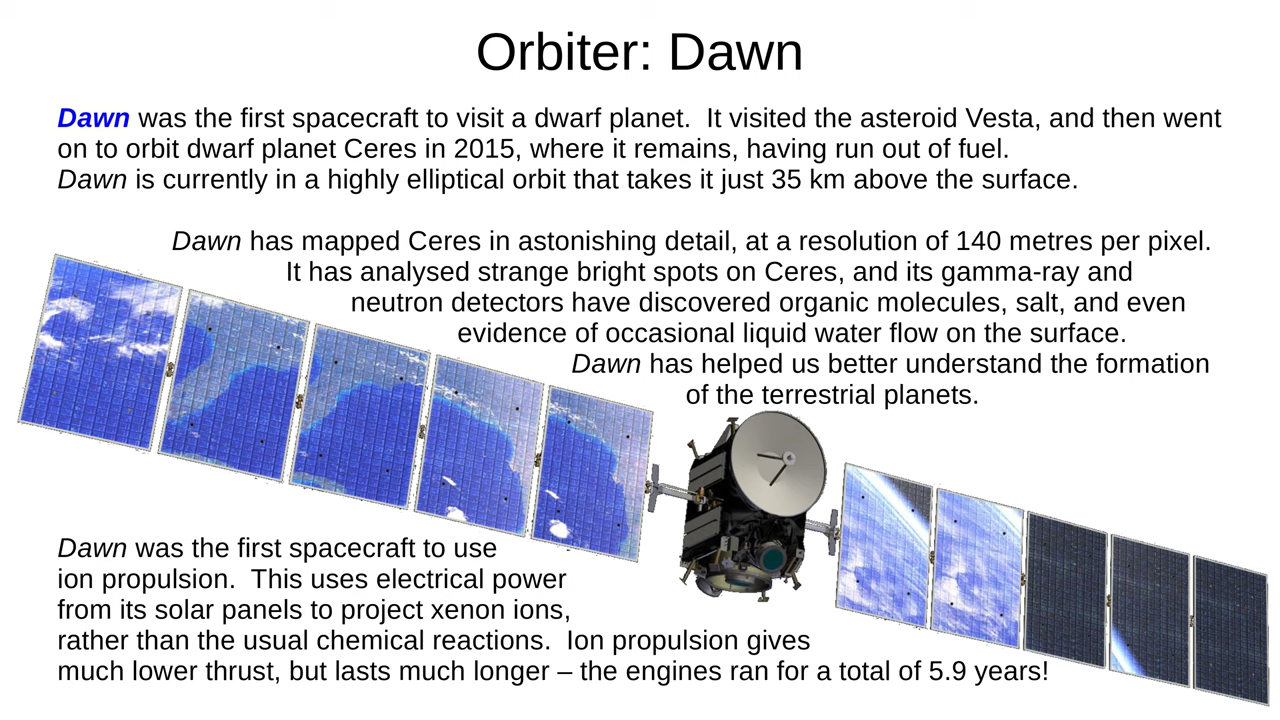 Orbiter: Dawn
Dawn was the first spacecraft to visit a dwarf planet.  It visited the asteroid Vesta, and then went
on to orbit dwarf planet Ceres in 2015, where it remains, having run out of fuel.
Dawn is currently in a highly elliptical orbit that takes it just 35 km above the surface.
Dawn has mapped Ceres in astonishing detail, at a resolution of 140 metres per pixel.
It has analysed strange bright spots on Ceres, and its gamma-ray and
neutron detectors have discovered organic molecules, salt, and even
evidence of occasional liquid water flow on the surface.
Dawn has helped us better understand the formation
of the terrestrial planets.
Dawn was the first spacecraft to use
ion propulsion.  This uses electrical power
from its solar panels to project xenon ions,
rather than the usual chemical reactions.  Ion propulsion gives
much lower thrust, but lasts much longer – the engines ran for a total of 5.9 years!